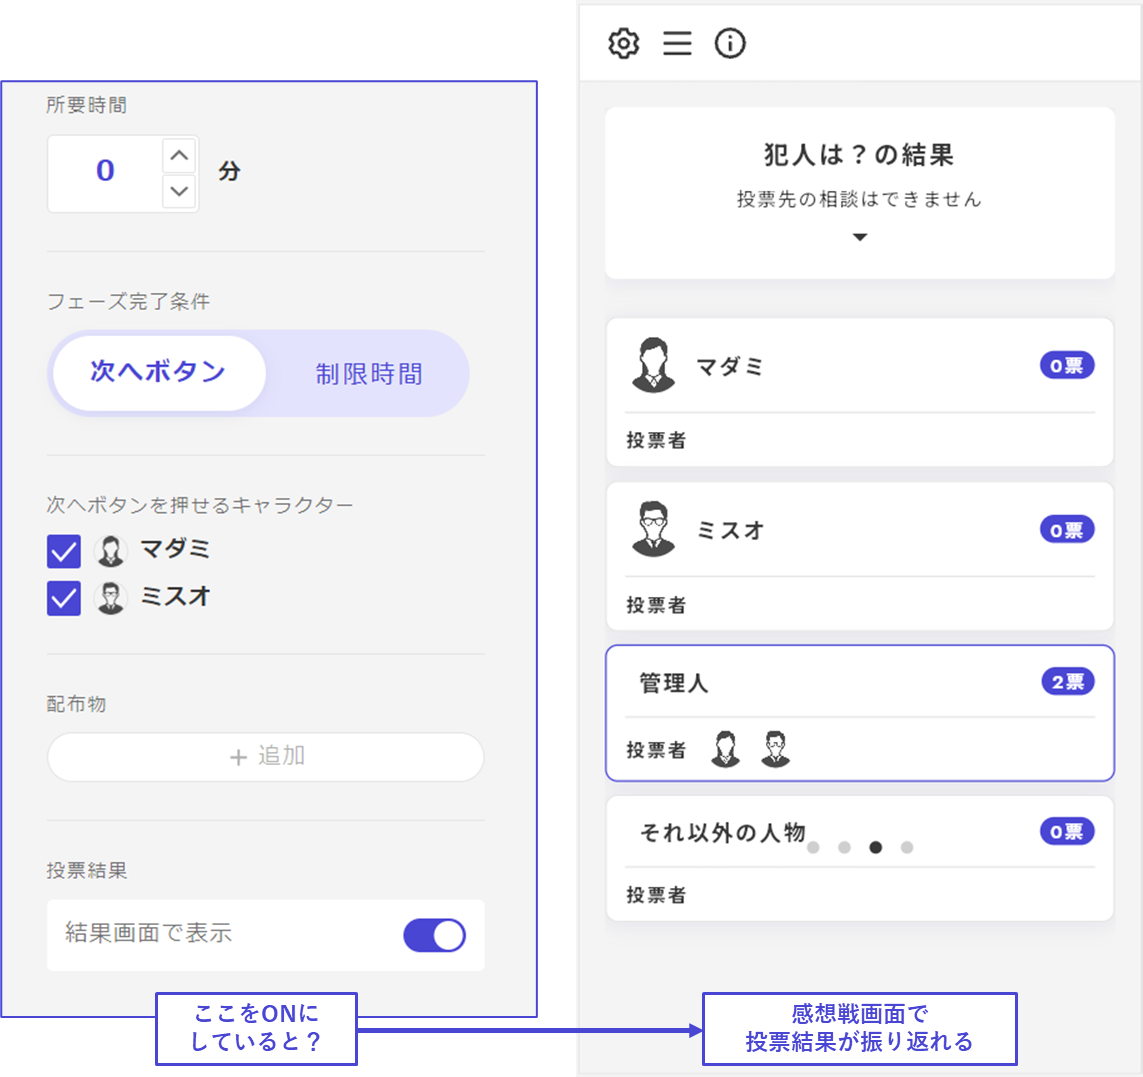 所要時間
0
分
フェーズ完了条件
次へボタン
制限時間
次へボタンを押せるキャラクター
マダミ
ミスオ
配布物
+ 追加
投票結果
結果画面で表示
ここをONに
していると？
犯人は？の結果
投票先の相談はできません
マダミ
0票
投票者
ミスオ
0票
投票者
管理人
2票
投票者
それ以外の人物
0票
投票者
感想戦画面で
投票結果が振り返れる